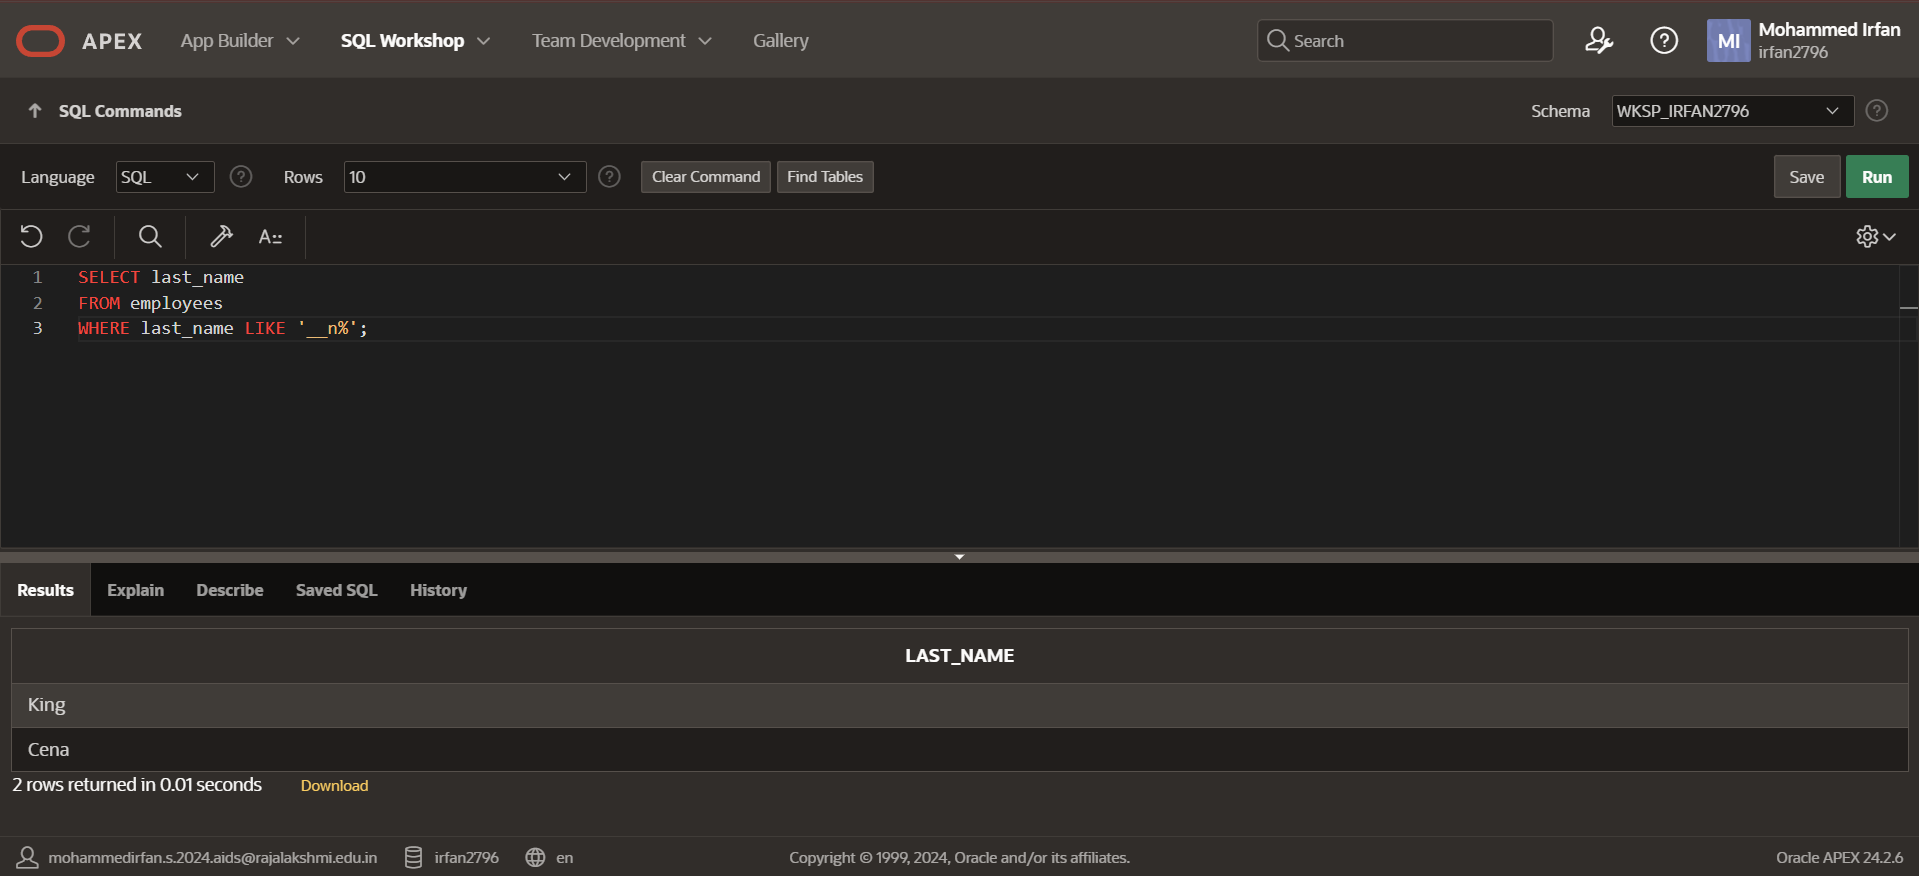 APEX App Builder SQL Workshop Team Development Gallery Search MI Mohammed Irfan
irfan2796
SQL Commands Schema WKSP_IRFAN2796
Language SQL Rows 10 Clear Command Find Tables Save Run
1 SELECT last_name
2 FROM employees
3 WHERE last_name LIKE '__n%';
Results Explain Describe Saved SQL History
LAST_NAME
King
Cena
2 rows returned in 0.01 seconds Download
mohammedirfan.s.2024.aids@rajalakshmi.edu.in irfan2796 en Copyright © 1999, 2024, Oracle and/or its affiliates. Oracle APEX 24.2.6